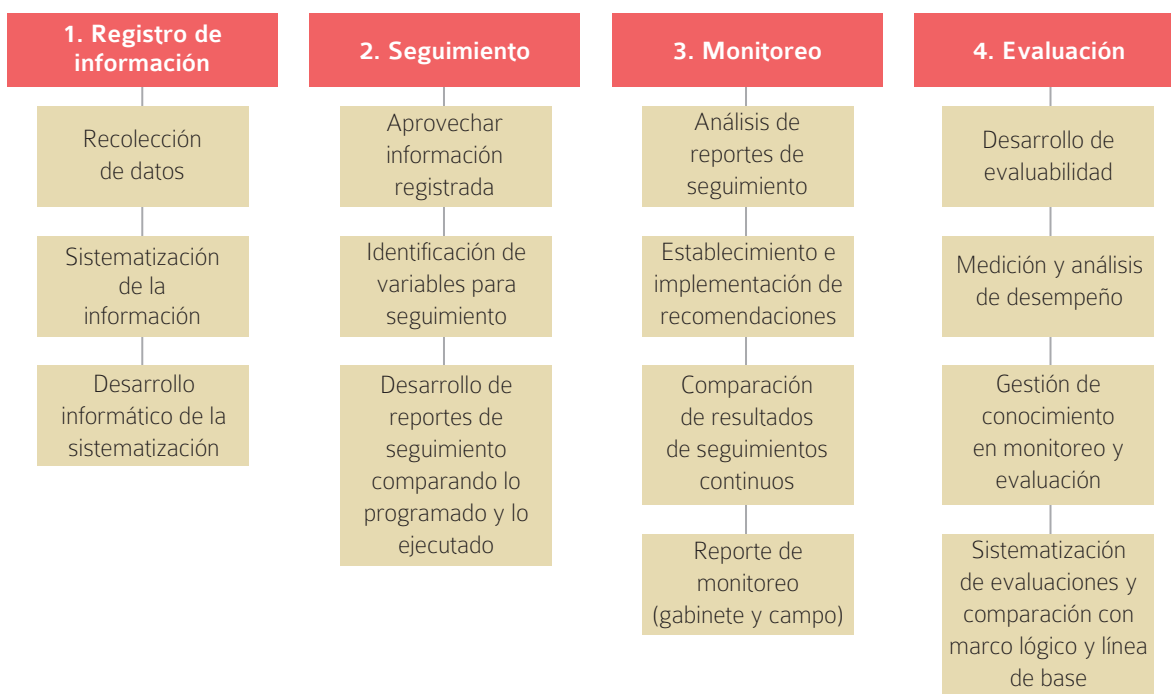 1. Registro de
información
Recolección
de datos
Sistematización
de la
información
Desarrollo
informático de la
sistematización
2. Seguimiento
Aprovechar
información
registrada
Identificación de
variables para
seguimiento
Desarrollo de
reportes de
seguimiento
comparando lo
programado y lo
ejecutado
3. Monitoreo
Análisis de
reportes de
seguimiento
Establecimiento e
implementación de
recomendaciones
Comparación
de resultados
de seguimientos
continuos
Reporte de
monitoreo
(gabinete y campo)
4. Evaluación
Desarrollo de
evaluabilidad
Medición y análisis
de desempeño
Gestión de
conocimiento
en monitoreo y
evaluación
Sistematización
de evaluaciones y
comparación con
marco lógico y línea
de base